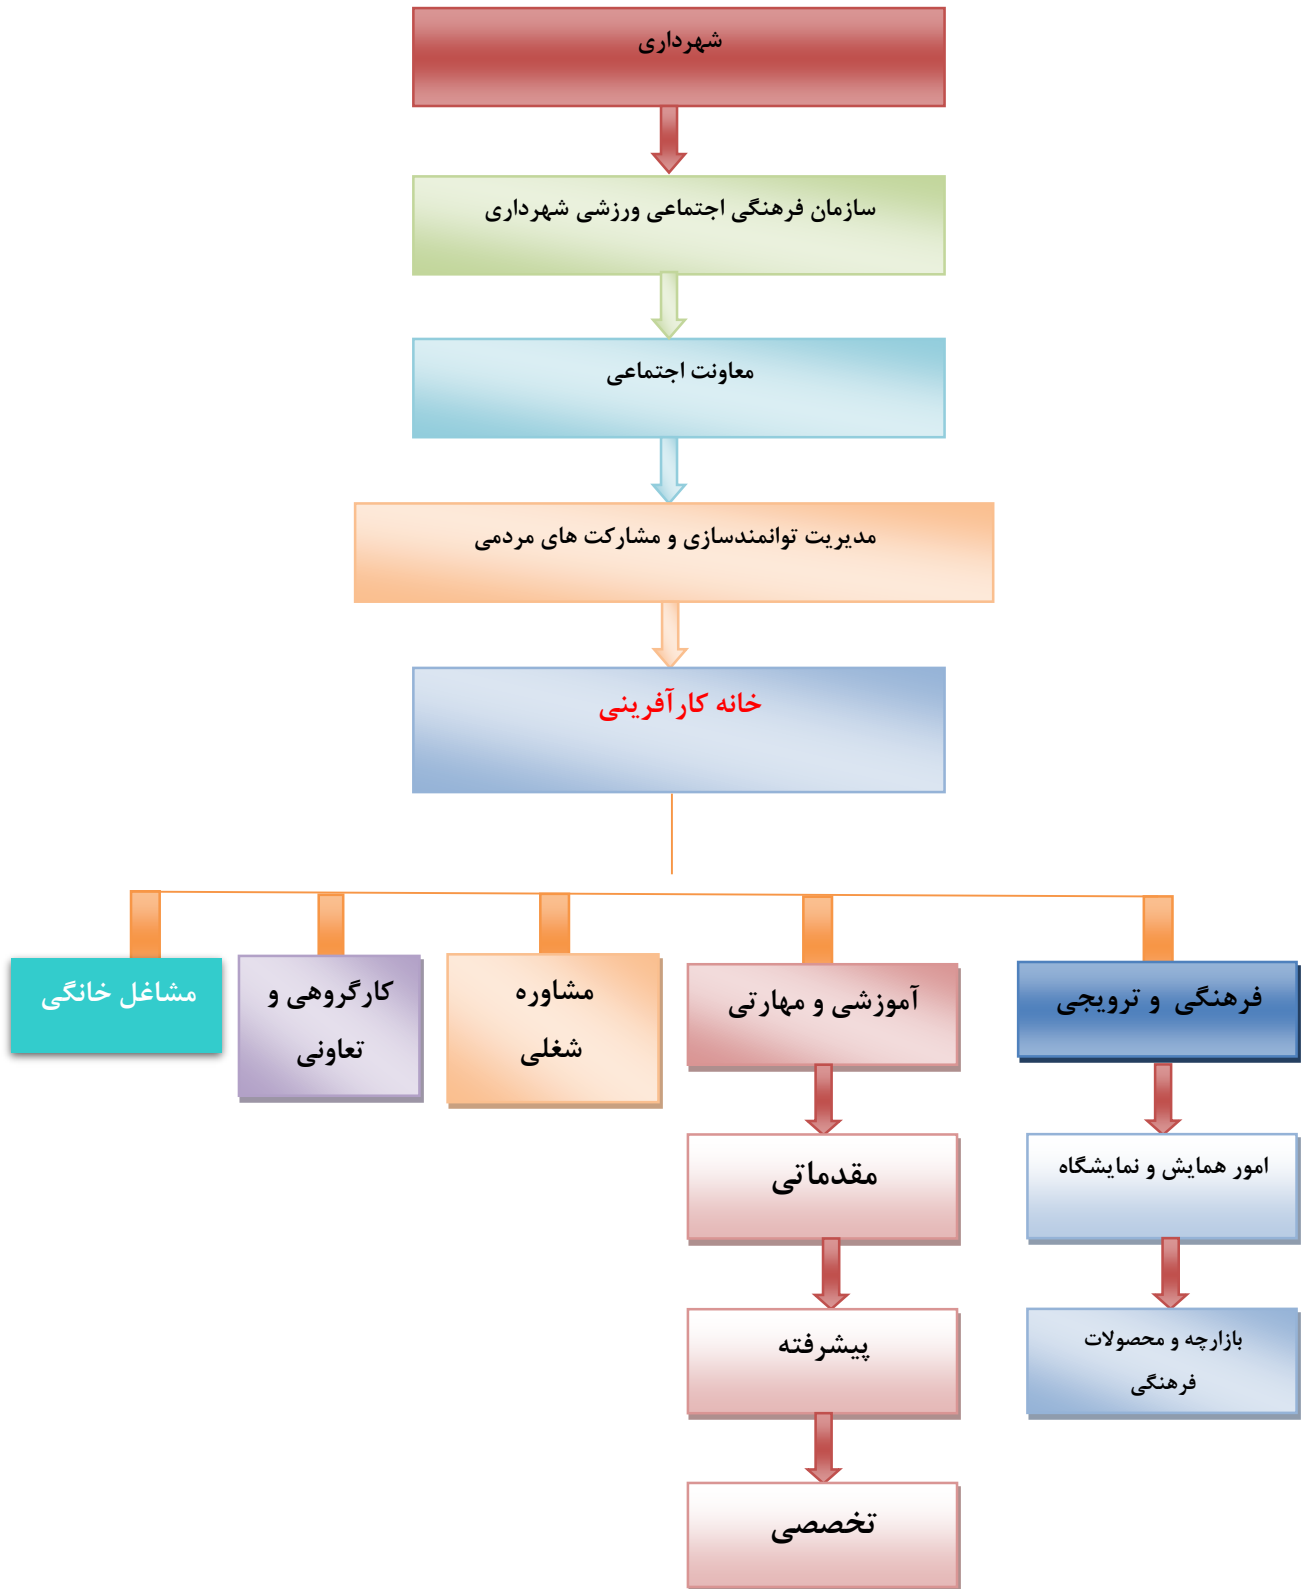 شهرداری
سازمان فرهنگی اجتماعی ورزشی شهرداری
معاونت اجتماعی
مدیریت توانمندسازی و مشارکت های مردمی
خانه کارآفرینی
فرهنگی و ترویجی
آموزشی و مهارتی
مشاوره
شغلی
کارگروهی و
تعاونی
مشاغل خانگی
امور همایش و نمایشگاه
مقدماتی
بازارچه و محصولات
فرهنگی
پیشرفته
تخصصی